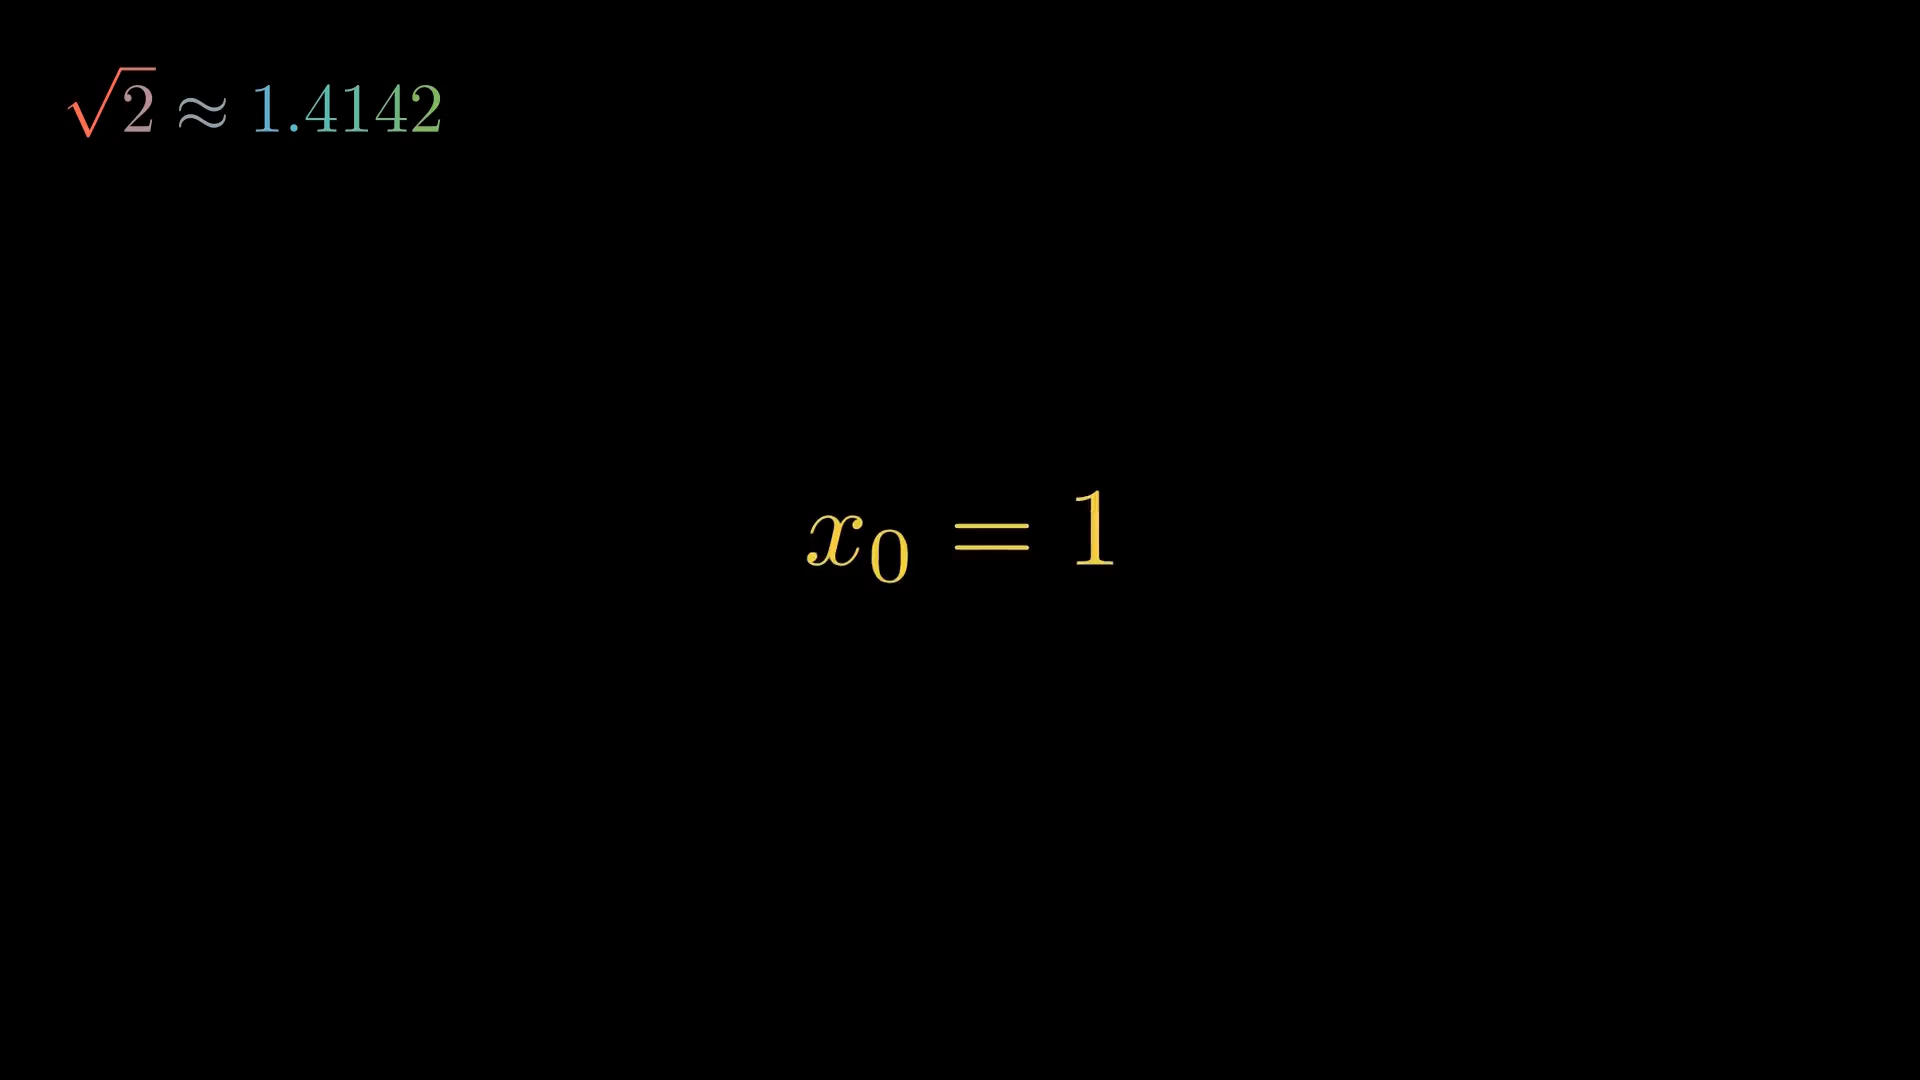 √2 ≈ 1.4142
x₀ = 1